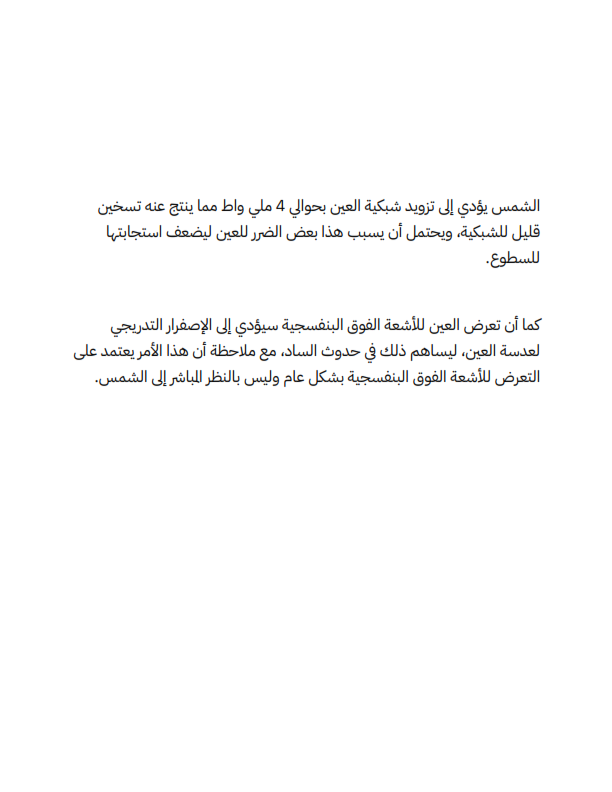 الشمس يؤدي إلى تزويد شبكية العين بحوالي 4 ملي واط مما ينتج عنه تسخين
قليل للشبكية، ويحتمل أن يسبب هذا بعض الضرر للعين ليضعف استجابتها
للسطوع.
كما أن تعرض العين للأشعة الفوق البنفسجية سيؤدي إلى الإصفرار التدريجي
لعدسة العين، ليساهم ذلك في حدوث الساد، مع ملاحظة أن هذا الأمر يعتمد على
التعرض للأشعة الفوق البنفسجية بشكل عام وليس بالنظر المباشر إلى الشمس.